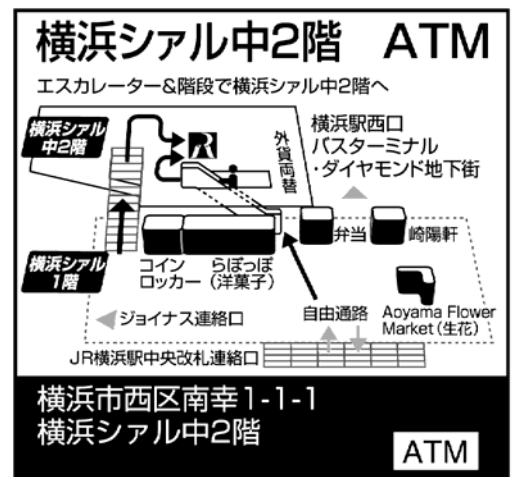 横浜シァル中2階 ATM
エスカレーター&階段で横浜シァル中2階へ
横浜シァル
中2階
外貨両替
横浜駅西口
バスターミナル
・ダイヤモンド地下街
横浜シァル
1階
コイン
ロッカー
らぽっぽ
(洋菓子)
弁当
崎陽軒
ジョイナス連絡口
自由通路
Aoyama Flower
Market(生花)
JR横浜駅中央改札連絡口
横浜市西区南幸1-1-1
横浜シァル中2階
ATM